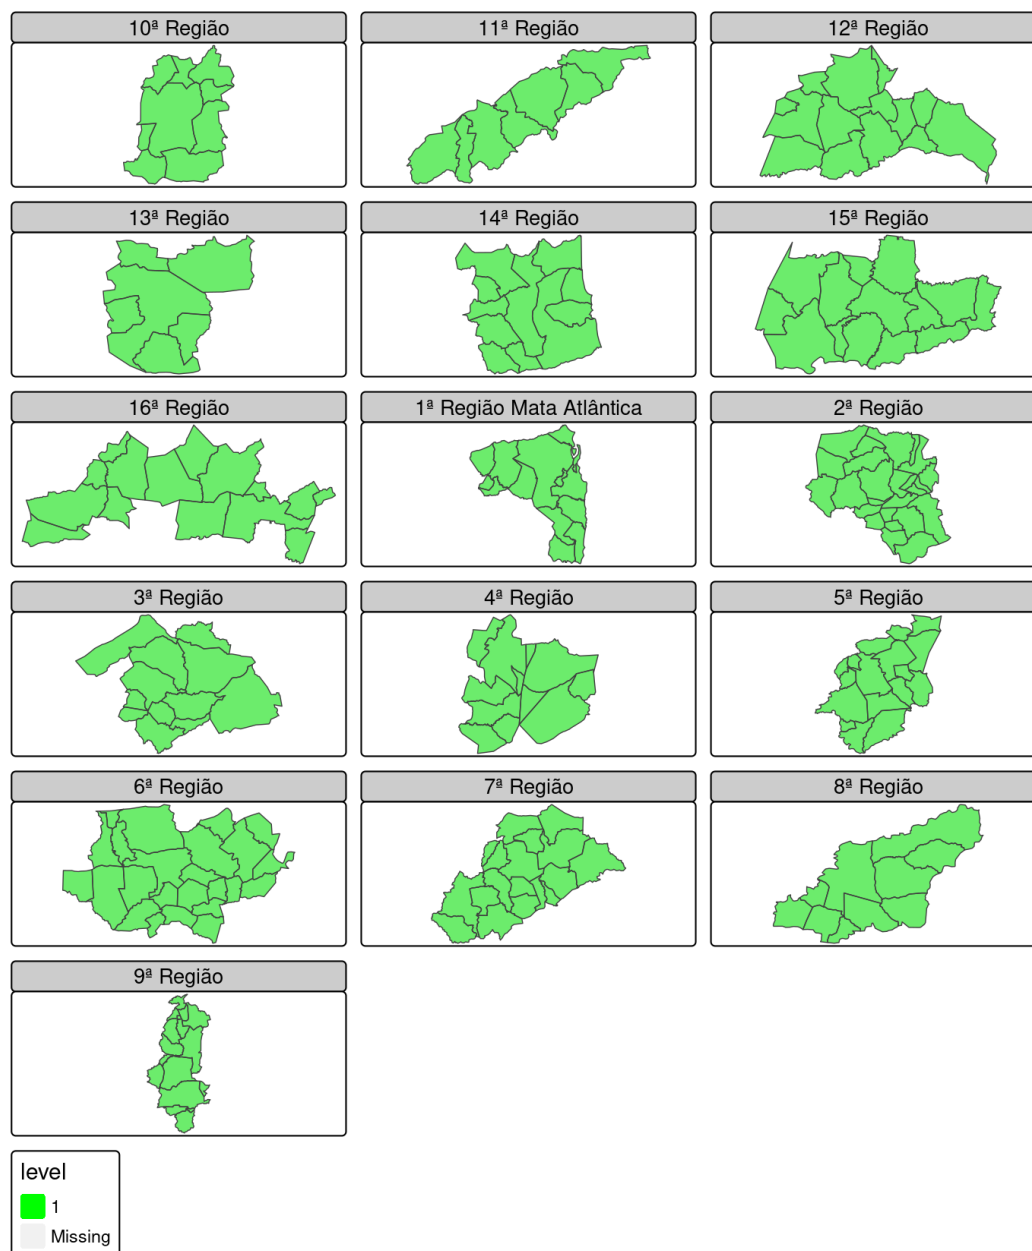 10ª Região
11ª Região
12ª Região
13ª Região
14ª Região
15ª Região
16ª Região
1ª Região Mata Atlântica
2ª Região
3ª Região
4ª Região
5ª Região
6ª Região
7ª Região
8ª Região
9ª Região
level
1
Missing